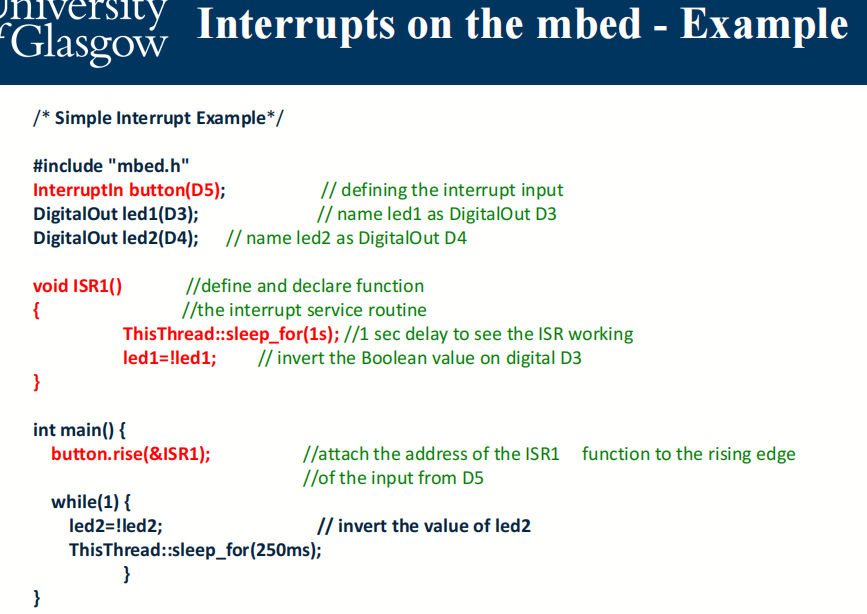 University
of Glasgow
Interrupts on the mbed - Example
/* Simple Interrupt Example*/
#include "mbed.h"
InterruptIn button(D5); // defining the interrupt input
DigitalOut led1(D3); // name led1 as DigitalOut D3
DigitalOut led2(D4); // name led2 as DigitalOut D4
void ISR1() //define and declare function
{ //the interrupt service routine
ThisThread::sleep_for(1s); //1 sec delay to see the ISR working
led1=!led1; // invert the Boolean value on digital D3
}
int main() {
button.rise(&ISR1); //attach the address of the ISR1 function to the rising edge
//of the input from D5
while(1) {
led2=!led2; // invert the value of led2
ThisThread::sleep_for(250ms);
}
}